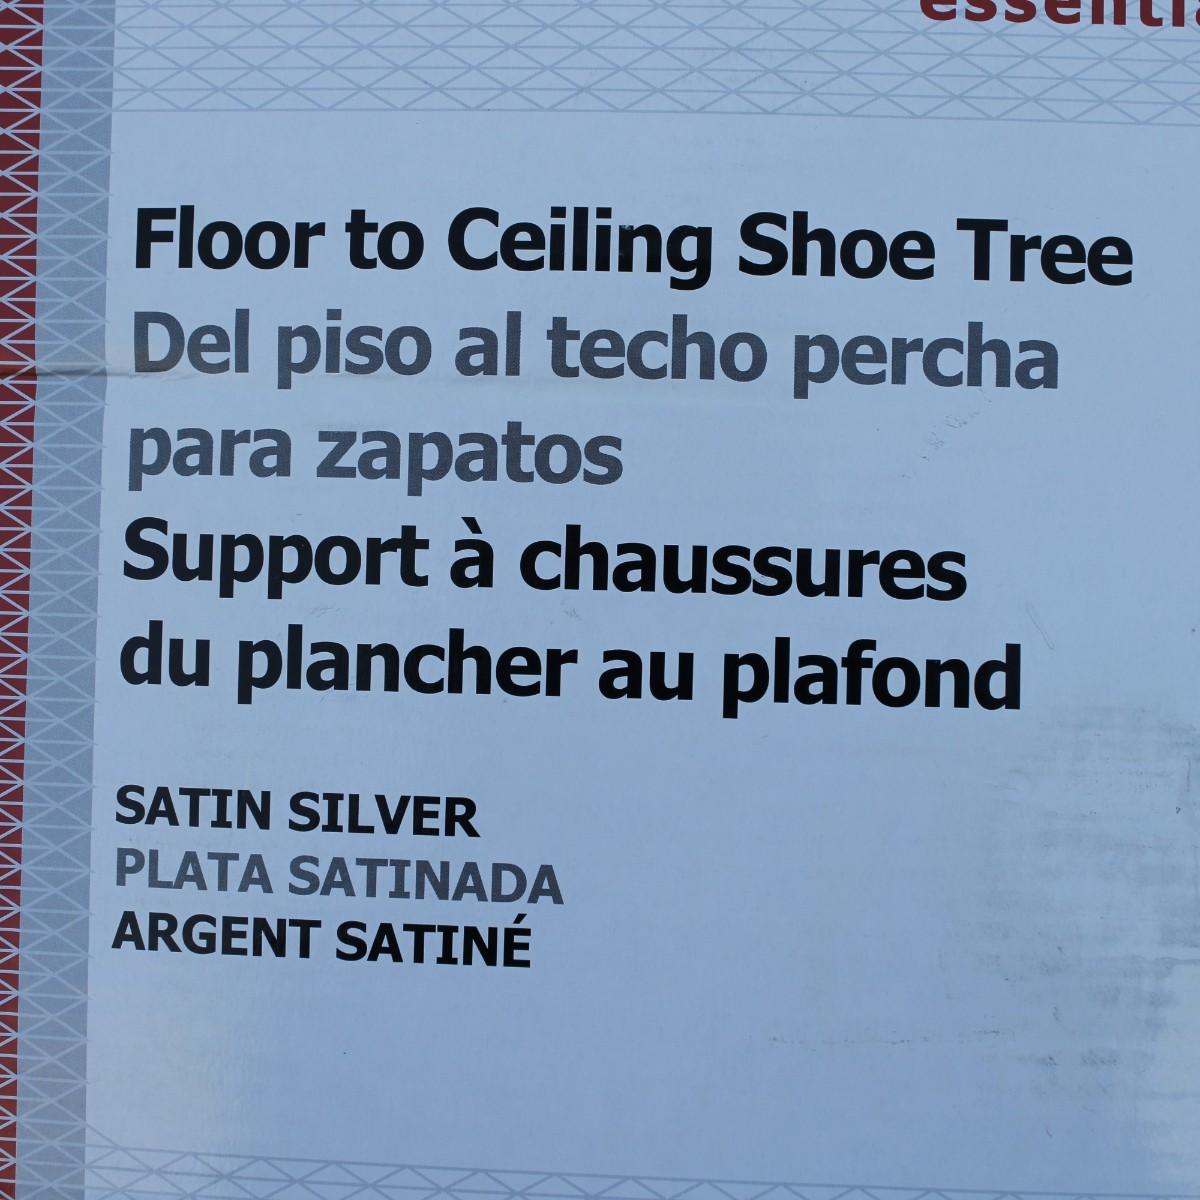 Floor to Ceiling Shoe Tree
Del piso al techo percha
para zapatos
Support à chaussures
du plancher au plafond
SATIN SILVER
PLATA SATINADA
ARGENT SATINÉ